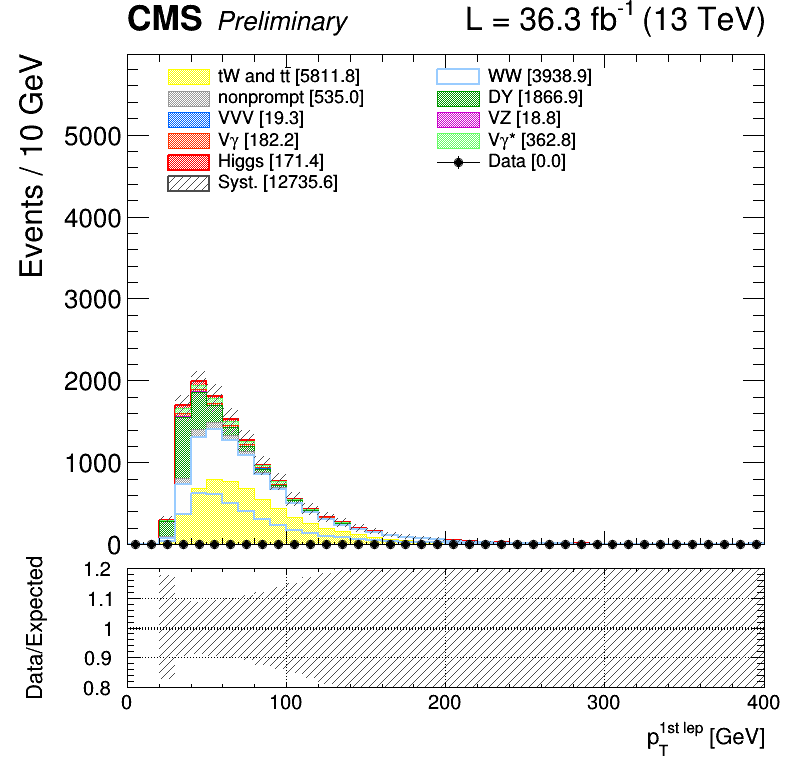 CMS Preliminary L = 36.3 fb⁻¹ (13 TeV)
Events / 10 GeV
tW and tt̄ [5811.8]
nonprompt [535.0]
VVV [19.3]
Vγ [182.2]
Higgs [171.4]
Syst. [12735.6]
WW [3938.9]
DY [1866.9]
VZ [18.8]
Vγ* [362.8]
Data [0.0]
5000
4000
3000
2000
1000
0
Data/Expected
1.2
1.1
1
0.9
0.8
0 100 200 300 400
p_T^{1st lep} [GeV]